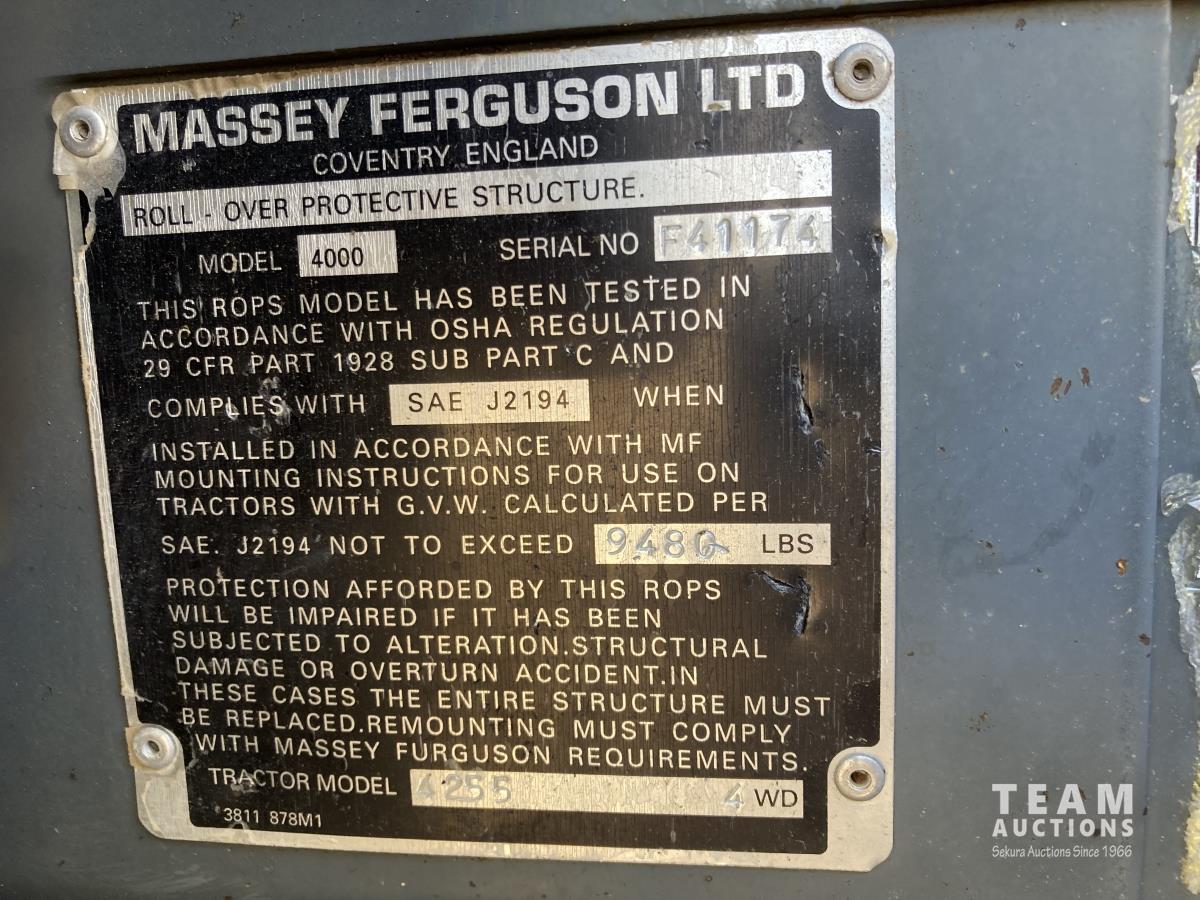 MASSEY FERGUSON LTD
COVENTRY ENGLAND
ROLL - OVER PROTECTIVE STRUCTURE.
MODEL 4000 SERIAL NO F41174
THIS ROPS MODEL HAS BEEN TESTED IN
ACCORDANCE WITH OSHA REGULATION
29 CFR PART 1928 SUB PART C AND
COMPLIES WITH SAE J2194 WHEN
INSTALLED IN ACCORDANCE WITH MF
MOUNTING INSTRUCTIONS FOR USE ON
TRACTORS WITH G.V.W. CALCULATED PER
SAE. J2194 NOT TO EXCEED 9480 LBS
PROTECTION AFFORDED BY THIS ROPS
WILL BE IMPAIRED IF IT HAS BEEN
SUBJECTED TO ALTERATION.STRUCTURAL
DAMAGE OR OVERTURN ACCIDENT.IN
THESE CASES THE ENTIRE STRUCTURE MUST
BE REPLACED.REMOUNTING MUST COMPLY
WITH MASSEY FURGUSON REQUIREMENTS.
TRACTOR MODEL 4255 4 WD
3811 878M1
TEAM
AUCTIONS
Sekura Auctions Since 1966